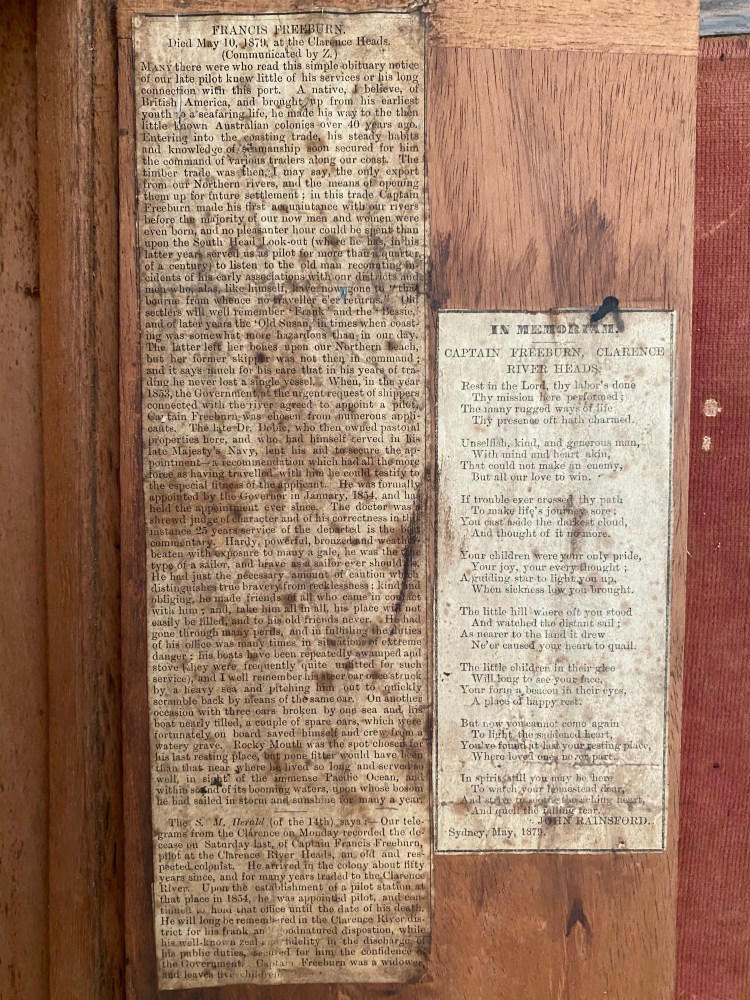 FRANCIS FREEBURN.
Died May 10, 1879, at the Clarence Heads.
(Communicated by Z.)
MANY there were who read this simple obituary notice
of our late pilot knew little of his services or his long
connection with this port. A native, I believe, of
British America, and brought up from his earliest
youth to a seafaring life, he made his way to the then
little known Australian colonies over 40 years ago.
Entering into the coasting trade, his steady habits
and knowledge of seamanship soon secured for him
the command of various traders along our coast. The
timber trade was then, I may say, the only export
from our Northern rivers, and the means of opening
them up for future settlement; in this trade Captain
Freeburn made his first acquaintance with our rivers
before the majority of our now men and women were
even born, and no pleasanter hour could be spent than
upon the South Head Look-out (where he has, in his
latter years served us as pilot for more than a quarter
of a century) to listen to the old man recounting in-
cidents of his early associations with our districts and
men who, alas, like himself, have now gone to "that
bourne from whence no traveller e'er returns." Old
settlers will well remember 'Frank' and the 'Bessie,'
and of later years the 'Old Susan,' in times when coast-
ing was somewhat more hazardous than in our day.
The latter left her bones upon our Northern Beach,
but her former skipper was not then in command;
and it says much for his care that in his years of tra-
ding he never lost a single vessel. When, in the year
1853, the Government, at the urgent request of shippers
connected with the river agreed to appoint a pilot,
Captain Freeburn was chosen from numerous appli-
cants. The late Dr. Dobie, who then owned pastoral
properties here, and who had himself served in his
late Majesty's Navy, lent his aid to secure the ap-
pointment—a recommendation which had all the more
force as having travelled with him he could testify to
the especial fitness of the applicant. He was formally
appointed by the Governor in January, 1854, and has
held the appointment ever since. The doctor was a
shrewd judge of character and of his correctness in this
instance 25 years service of the departed is the best
commentary. Hardy, powerful, bronzed and weather
beaten with exposure to many a gale, he was the true
type of a sailor, and brave as a sailor ever should be.
He had just the necessary amount of caution which
distinguishes true bravery from recklessness; kind and
obliging, he made friends of all who came in contact
with him; and, take him all in all, his place will not
easily be filled, and to his old friends never. He had
gone through many perils, and in fulfilling the duties
of his office was many times in situations of extreme
danger; his boats have been repeatedly swamped and
stove (they were frequently quite unfitted for such
service), and I well remember his steer oar once struck
by a heavy sea and pitching him out to quickly
scramble back by means of the same oar. On another
occasion with three oars broken by one sea and his
boat nearly filled, a couple of spare oars, which were
fortunately on board saved himself and crew from a
watery grave. Rocky Mouth was the spot chosen for
his last resting place, but none fitter would have been
than that near where he lived so long and served so
well, in sight of the immense Pacific Ocean, and
within sound of its booming waters, upon whose bosom
he had sailed in storm and sunshine for many a year.
The S. M. Herald (of the 14th) says:—Our tele-
grams from the Clarence on Monday recorded the de-
cease on Saturday last, of Captain Francis Freeburn,
pilot at the Clarence River Heads, an old and res-
pected colonist. He arrived in the colony about fifty
years since, and for many years traded to the Clarence
River. Upon the establishment of a pilot station at
that place in 1854, he was appointed pilot, and con-
tinued to hold that office until the date of his death.
He will long be remembered in the Clarence River dis-
trict for his frank and goodnatured dispostion, while
his well-known zeal and fidelity in the discharge of
his public duties, secured for him the confidence of
the Government. Captain Freeburn was a widower,
and leaves five children.
IN MEMORIAM.
CAPTAIN FREEBURN, CLARENCE
RIVER HEADS.
Rest in the Lord, thy labor's done
Thy mission here performed;
The many rugged ways of life
Thy presence oft hath charmed.
Unselfish, kind, and generous man,
With mind and heart akin,
That could not make an enemy,
But all our love to win.
If trouble ever crossed thy path
To make life's journey sore;
You cast aside the darkest cloud,
And thought of it no more.
Your children were your only pride,
Your joy, your every thought;
A guiding star to light you up,
When sickness low you brought.
The little hill where oft you stood
And watched the distant sail;
As nearer to the land it drew
Ne'er caused your heart to quail.
The little children in their glee
Will long to see your face,
Your form a beacon in their eyes,
A place of happy rest.
But now you cannot come again
To light the saddened heart,
You've found at last your resting place,
Where loved ones never part.
In spirit still you may be here
To watch your homestead dear,
And strive to soothe the aching heart,
And quell the falling tear.
JOHN RAINSFORD.
Sydney, May, 1879.